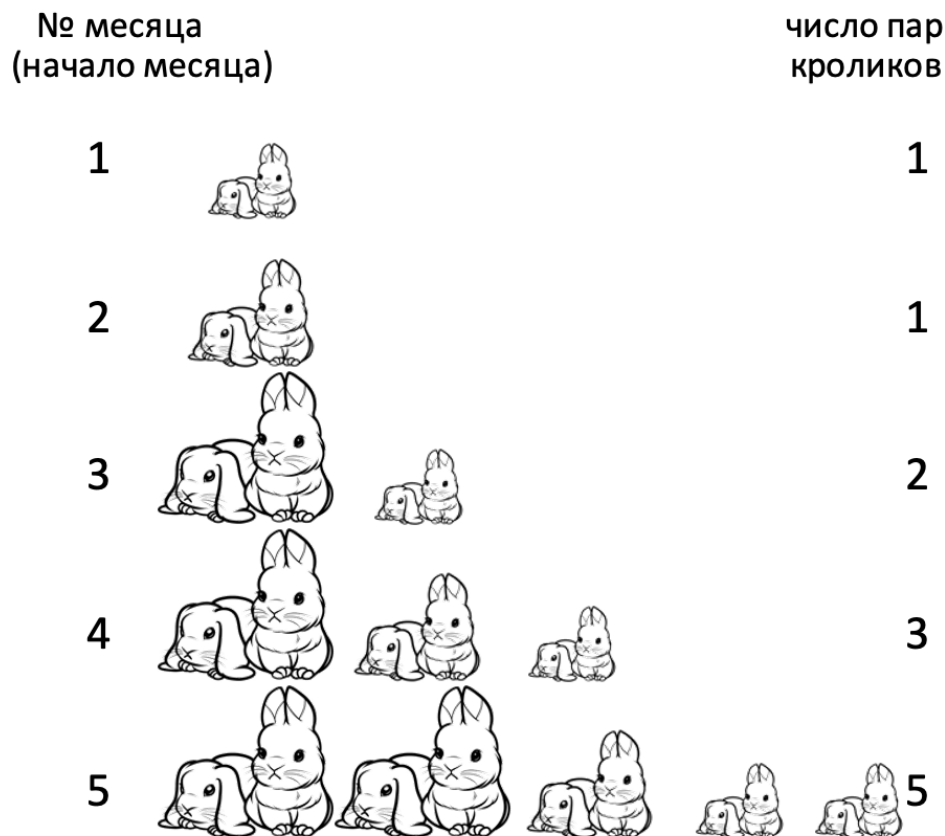 № месяца
(начало месяца)
число пар
кроликов
1 1
2 1
3 2
4 3
5 5